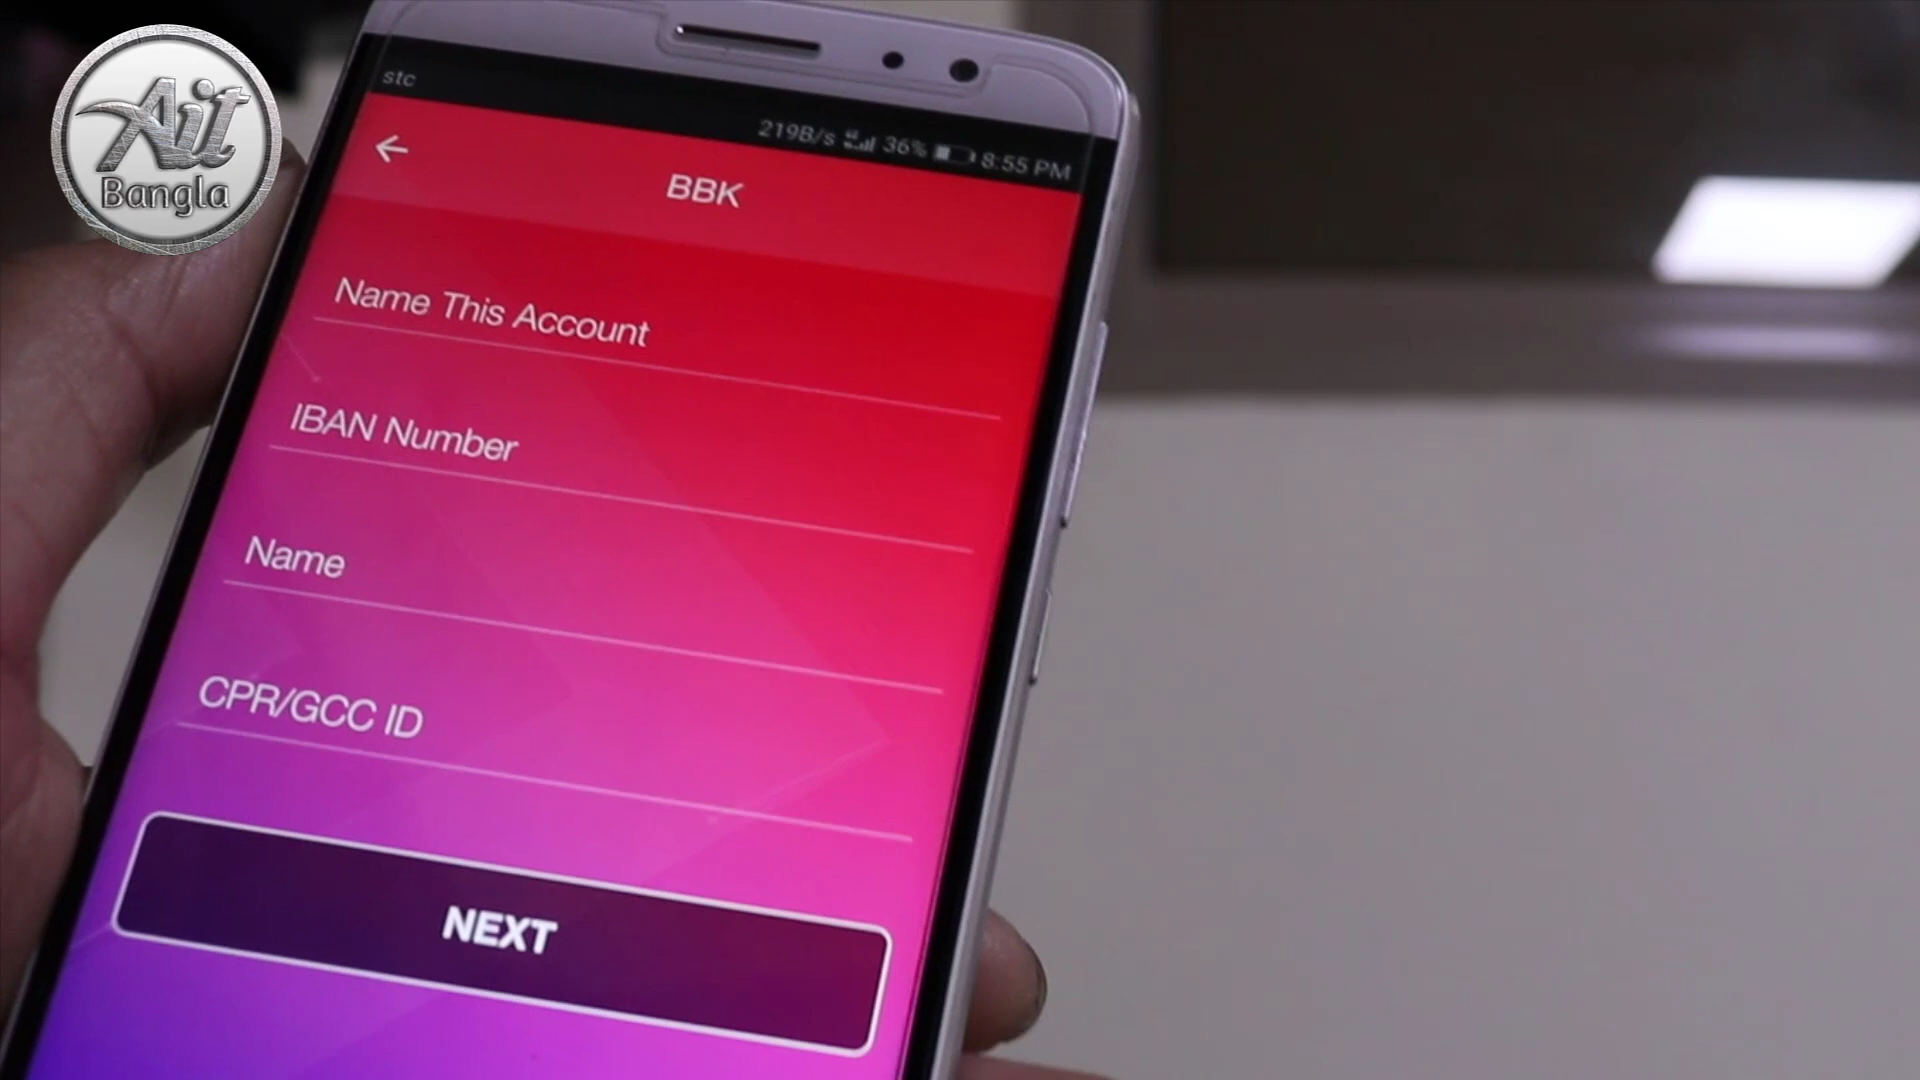 Ait
Bangla
stc
219B/s 36% 8:55 PM
BBK
Name This Account
IBAN Number
Name
CPR/GCC ID
NEXT